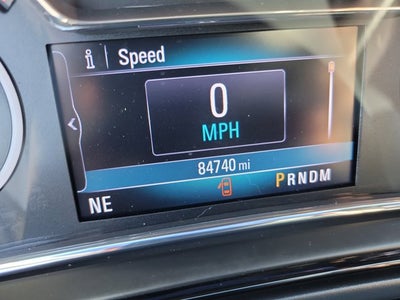 i Speed
0
MPH
84740 mi
NE PRNDM